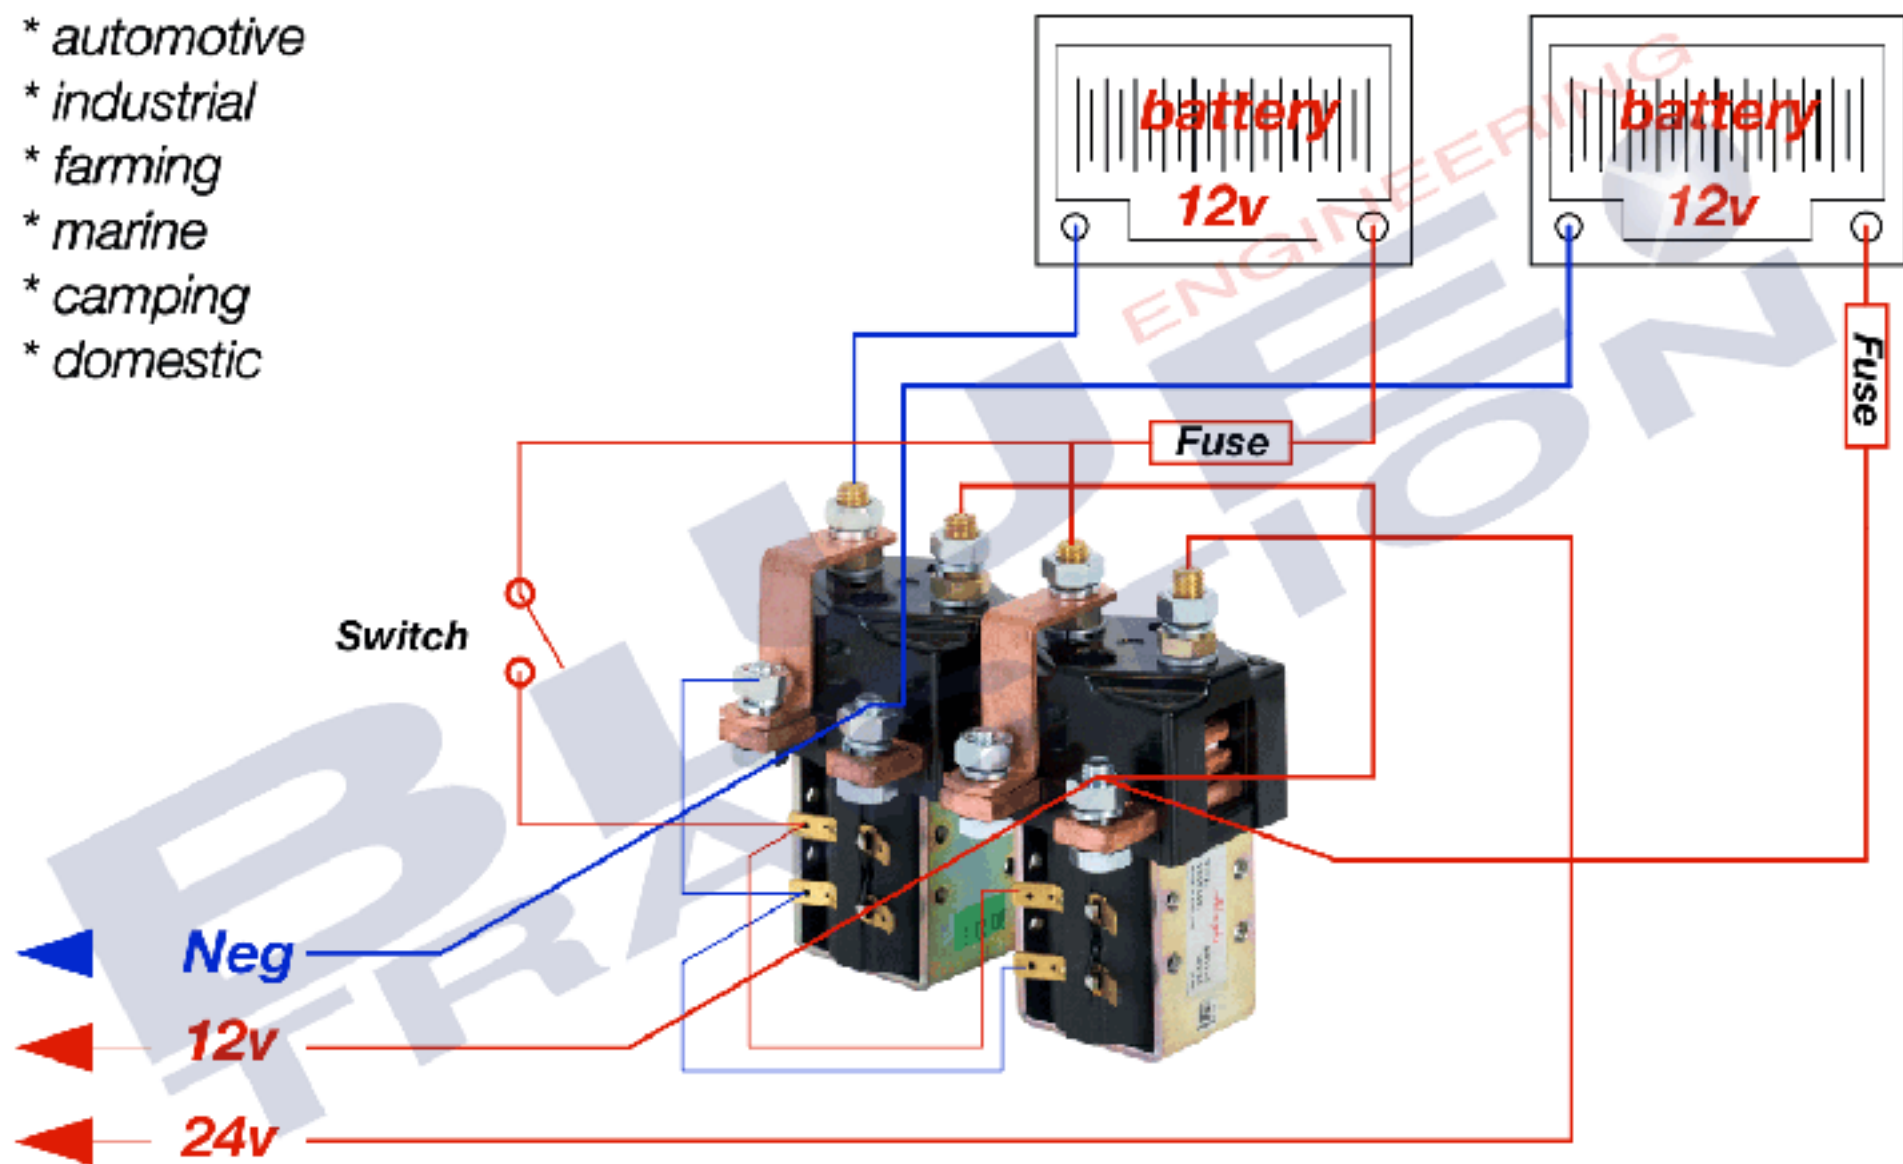 * automotive
* industrial
* farming
* marine
* camping
* domestic
battery
12v
battery
12v
Fuse
Fuse
Switch
Neg
12v
24v
BLUE
TRACTION
ENGINEERING